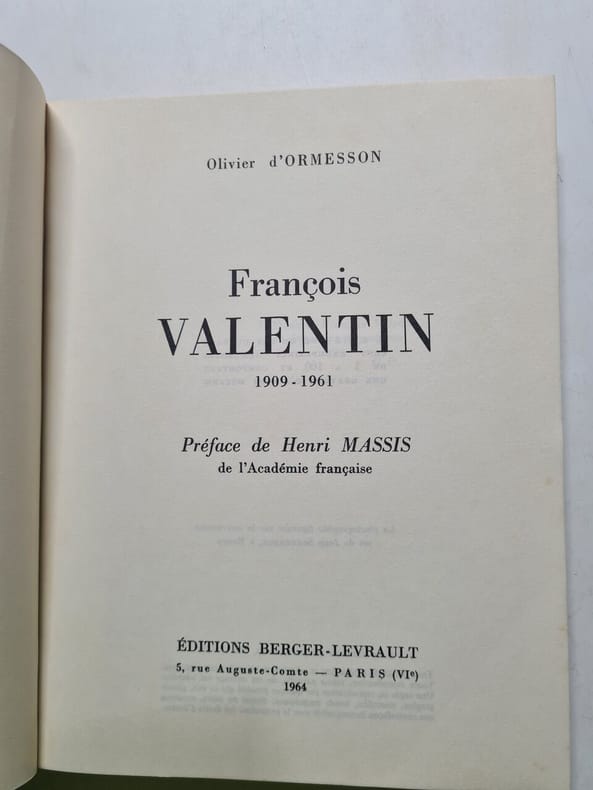 Olivier d'ORMESSON
François
VALENTIN
1909 - 1961
Préface de Henri MASSIS
de l'Académie française
ÉDITIONS BERGER-LEVRAULT
5, rue Auguste-Comte — PARIS (VIe)
1964